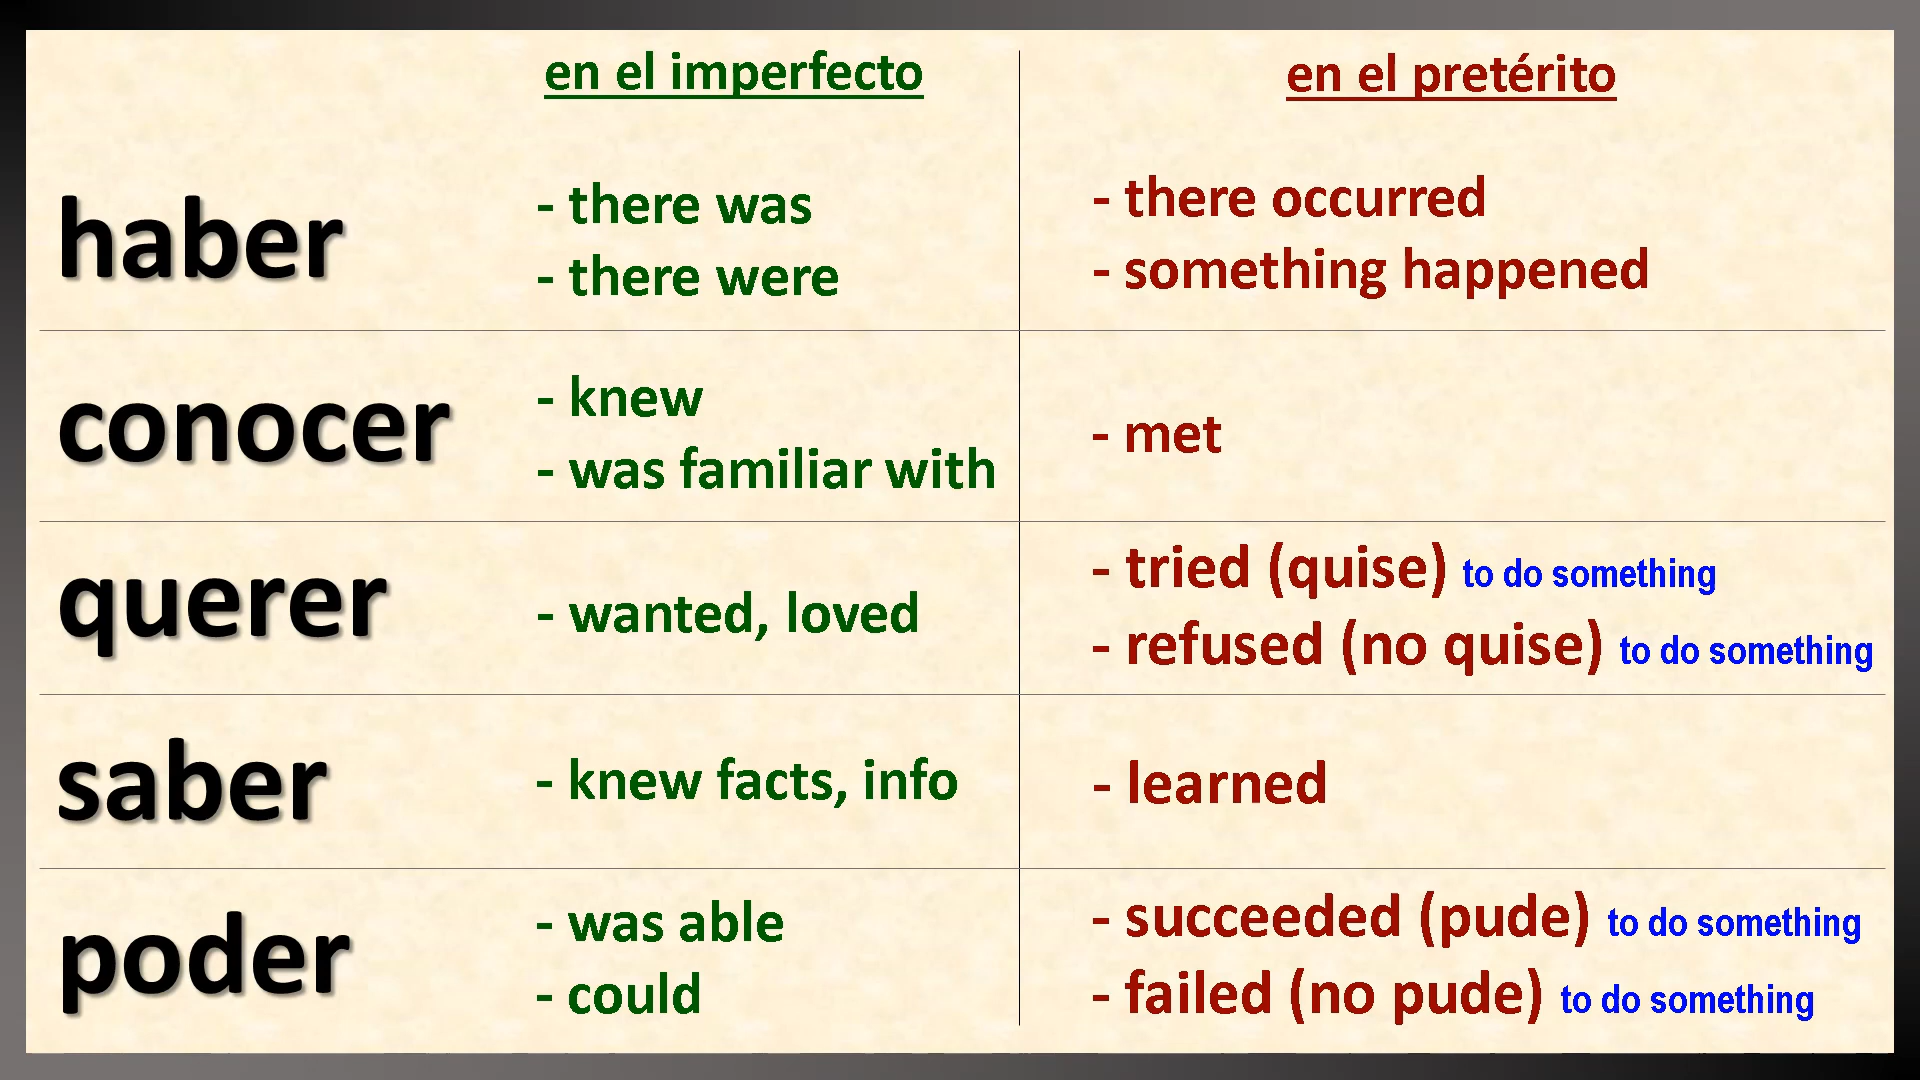 en el imperfecto
en el pretérito
haber
- there was
- there were
- there occurred
- something happened
conocer
- knew
- was familiar with
- met
querer
- wanted, loved
- tried (quise) to do something
- refused (no quise) to do something
saber
- knew facts, info
- learned
poder
- was able
- could
- succeeded (pude) to do something
- failed (no pude) to do something